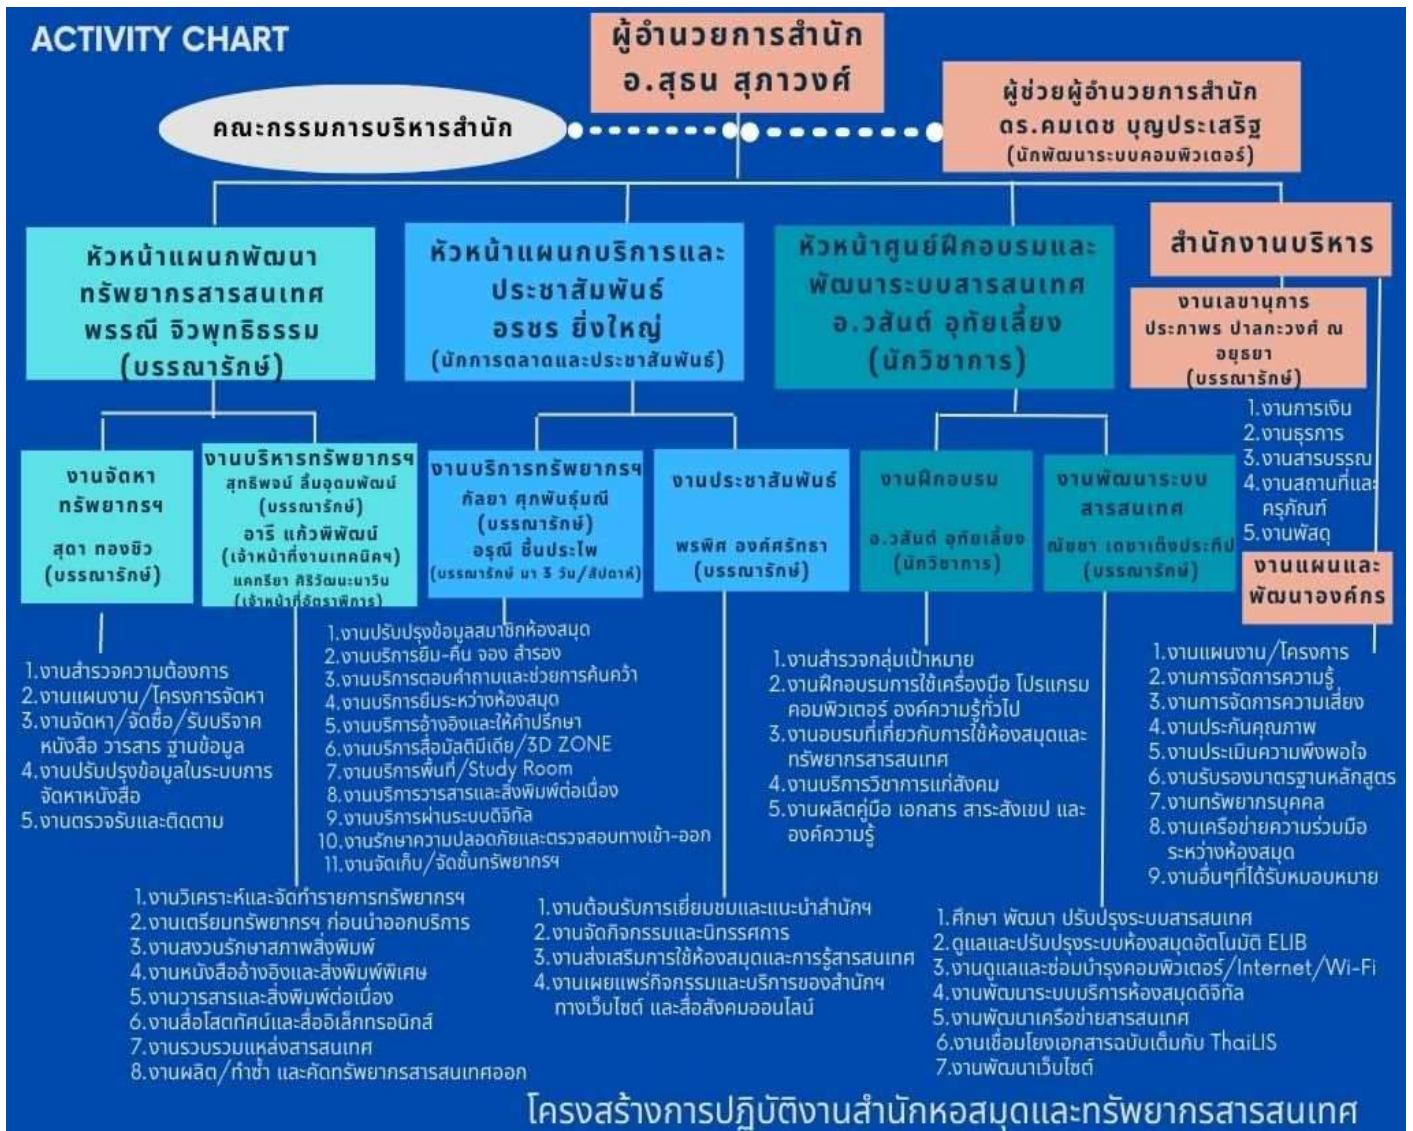 ACTIVITY CHART
ผู้อำนวยการสำนัก
อ.สุธน สุภาวงศ์
คณะกรรมการบริหารสำนัก
ผู้ช่วยผู้อำนวยการสำนัก
ดร.คมเดช บุญประเสริฐ
(นักพัฒนาระบบคอมพิวเตอร์)
หัวหน้าแผนกพัฒนา
ทรัพยากรสารสนเทศ
พรรณี จิวพุทธิธรรม
(บรรณารักษ์)
หัวหน้าแผนกบริการและ
ประชาสัมพันธ์
อรชร ยิ่งใหญ่
(นักการตลาดและประชาสัมพันธ์)
หัวหน้าศูนย์ฝึกอบรมและ
พัฒนาระบบสารสนเทศ
อ.วสันต์ อุทัยเลี้ยง
(นักวิชาการ)
สำนักงานบริหาร
งานเลขานุการ
ประภาพร ปาลกะวงศ์ ณ
อยุธยา
(บรรณารักษ์)
1.งานการเงิน
2.งานธุรการ
3.งานสารบรรณ
4.งานสถานที่และ
ครุภัณฑ์
5.งานพัสดุ
งานจัดหา
ทรัพยากรฯ
สุดา ทองชิว
(บรรณารักษ์)
งานบริหารทรัพยากรฯ
สุทธิพจน์ ลิ้มอุดมพัฒน์
(บรรณารักษ์)
อารี แก้วพิพัฒน์
(เจ้าหน้าที่งานเทคนิคฯ)
แคทรียา ศิริวัฒนะนาวิน
(เจ้าหน้าที่อัตราพิการ)
งานบริการทรัพยากรฯ
กัลยา ศุภพันธุ์มณี
(บรรณารักษ์)
อรุณี ชื่นประไพ
(บรรณารักษ์ มา 3 วัน/สัปดาห์)
งานประชาสัมพันธ์
พรพิศ องค์ศรัทธา
(บรรณารักษ์)
งานฝึกอบรม
อ.วสันต์ อุทัยเลี้ยง
(นักวิชาการ)
งานพัฒนาระบบ
สารสนเทศ
ณัชชา เดชาเต็งประทีป
(บรรณารักษ์)
งานแผนและ
พัฒนาองค์กร
1.งานสำรวจความต้องการ
2.งานแผนงาน/โครงการจัดหา
3.งานจัดหา/จัดซื้อ/รับบริจาค
หนังสือ วารสาร ฐานข้อมูล
4.งานปรับปรุงข้อมูลในระบบการ
จัดหาหนังสือ
5.งานตรวจรับและติดตาม
1.งานปรับปรุงข้อมูลสมาชิกห้องสมุด
2.งานบริการยืม-คืน จอง สำรอง
3.งานบริการตอบคำถามและช่วยการค้นคว้า
4.งานบริการยืมระหว่างห้องสมุด
5.งานบริการอ้างอิงและให้คำปรึกษา
6.งานบริการสื่อมัลติมีเดีย/3D ZONE
7.งานบริการพื้นที่/Study Room
8.งานบริการวารสารและสิ่งพิมพ์ต่อเนื่อง
9.งานบริการผ่านระบบดิจิทัล
10.งานรักษาความปลอดภัยและตรวจสอบทางเข้า-ออก
11.งานจัดเก็บ/จัดชั้นทรัพยากรฯ
1.งานสำรวจกลุ่มเป้าหมาย
2.งานฝึกอบรมการใช้เครื่องมือ โปรแกรม
คอมพิวเตอร์ องค์ความรู้ทั่วไป
3.งานอบรมที่เกี่ยวกับการใช้ห้องสมุดและ
ทรัพยากรสารสนเทศ
4.งานบริการวิชาการแก่สังคม
5.งานผลิตคู่มือ เอกสาร สาระสังเขป และ
องค์ความรู้
1.งานแผนงาน/โครงการ
2.งานการจัดการความรู้
3.งานการจัดการความเสี่ยง
4.งานประกันคุณภาพ
5.งานประเมินความพึงพอใจ
6.งานรับรองมาตรฐานหลักสูตร
7.งานทรัพยากรบุคคล
8.งานเครือข่ายความร่วมมือ
ระหว่างห้องสมุด
9.งานอื่นๆที่ได้รับหมอบหมาย
1.งานวิเคราะห์และจัดทำรายการทรัพยากรฯ
2.งานเตรียมทรัพยากรฯ ก่อนนำออกบริการ
3.งานสงวนรักษาสภาพสิ่งพิมพ์
4.งานหนังสืออ้างอิงและสิ่งพิมพ์พิเศษ
5.งานวารสารและสิ่งพิมพ์ต่อเนื่อง
6.งานสื่อโสตทัศน์และสื่ออิเล็กทรอนิกส์
7.งานรวบรวมแหล่งสารสนเทศ
8.งานผลิต/ทำซ้ำ และคัดทรัพยากรสารสนเทศออก
1.งานต้อนรับการเยี่ยมชมและแนะนำสำนักฯ
2.งานจัดกิจกรรมและนิทรรศการ
3.งานส่งเสริมการใช้ห้องสมุดและการรู้สารสนเทศ
4.งานเผยแพร่กิจกรรมและบริการของสำนักฯ
ทางเว็บไซต์ และสื่อสังคมออนไลน์
1.ศึกษา พัฒนา ปรับปรุงระบบสารสนเทศ
2.ดูแลและปรับปรุงระบบห้องสมุดอัตโนมัติ ELIB
3.งานดูแลและซ่อมบำรุงคอมพิวเตอร์/Internet/Wi-Fi
4.งานพัฒนาระบบบริการห้องสมุดดิจิทัล
5.งานพัฒนาเครือข่ายสารสนเทศ
6.งานเชื่อมโยงเอกสารฉบับเต็มกับ ThaiLIS
7.งานพัฒนาเว็บไซต์
โครงสร้างการปฏิบัติงานสำนักหอสมุดและทรัพยากรสารสนเทศ